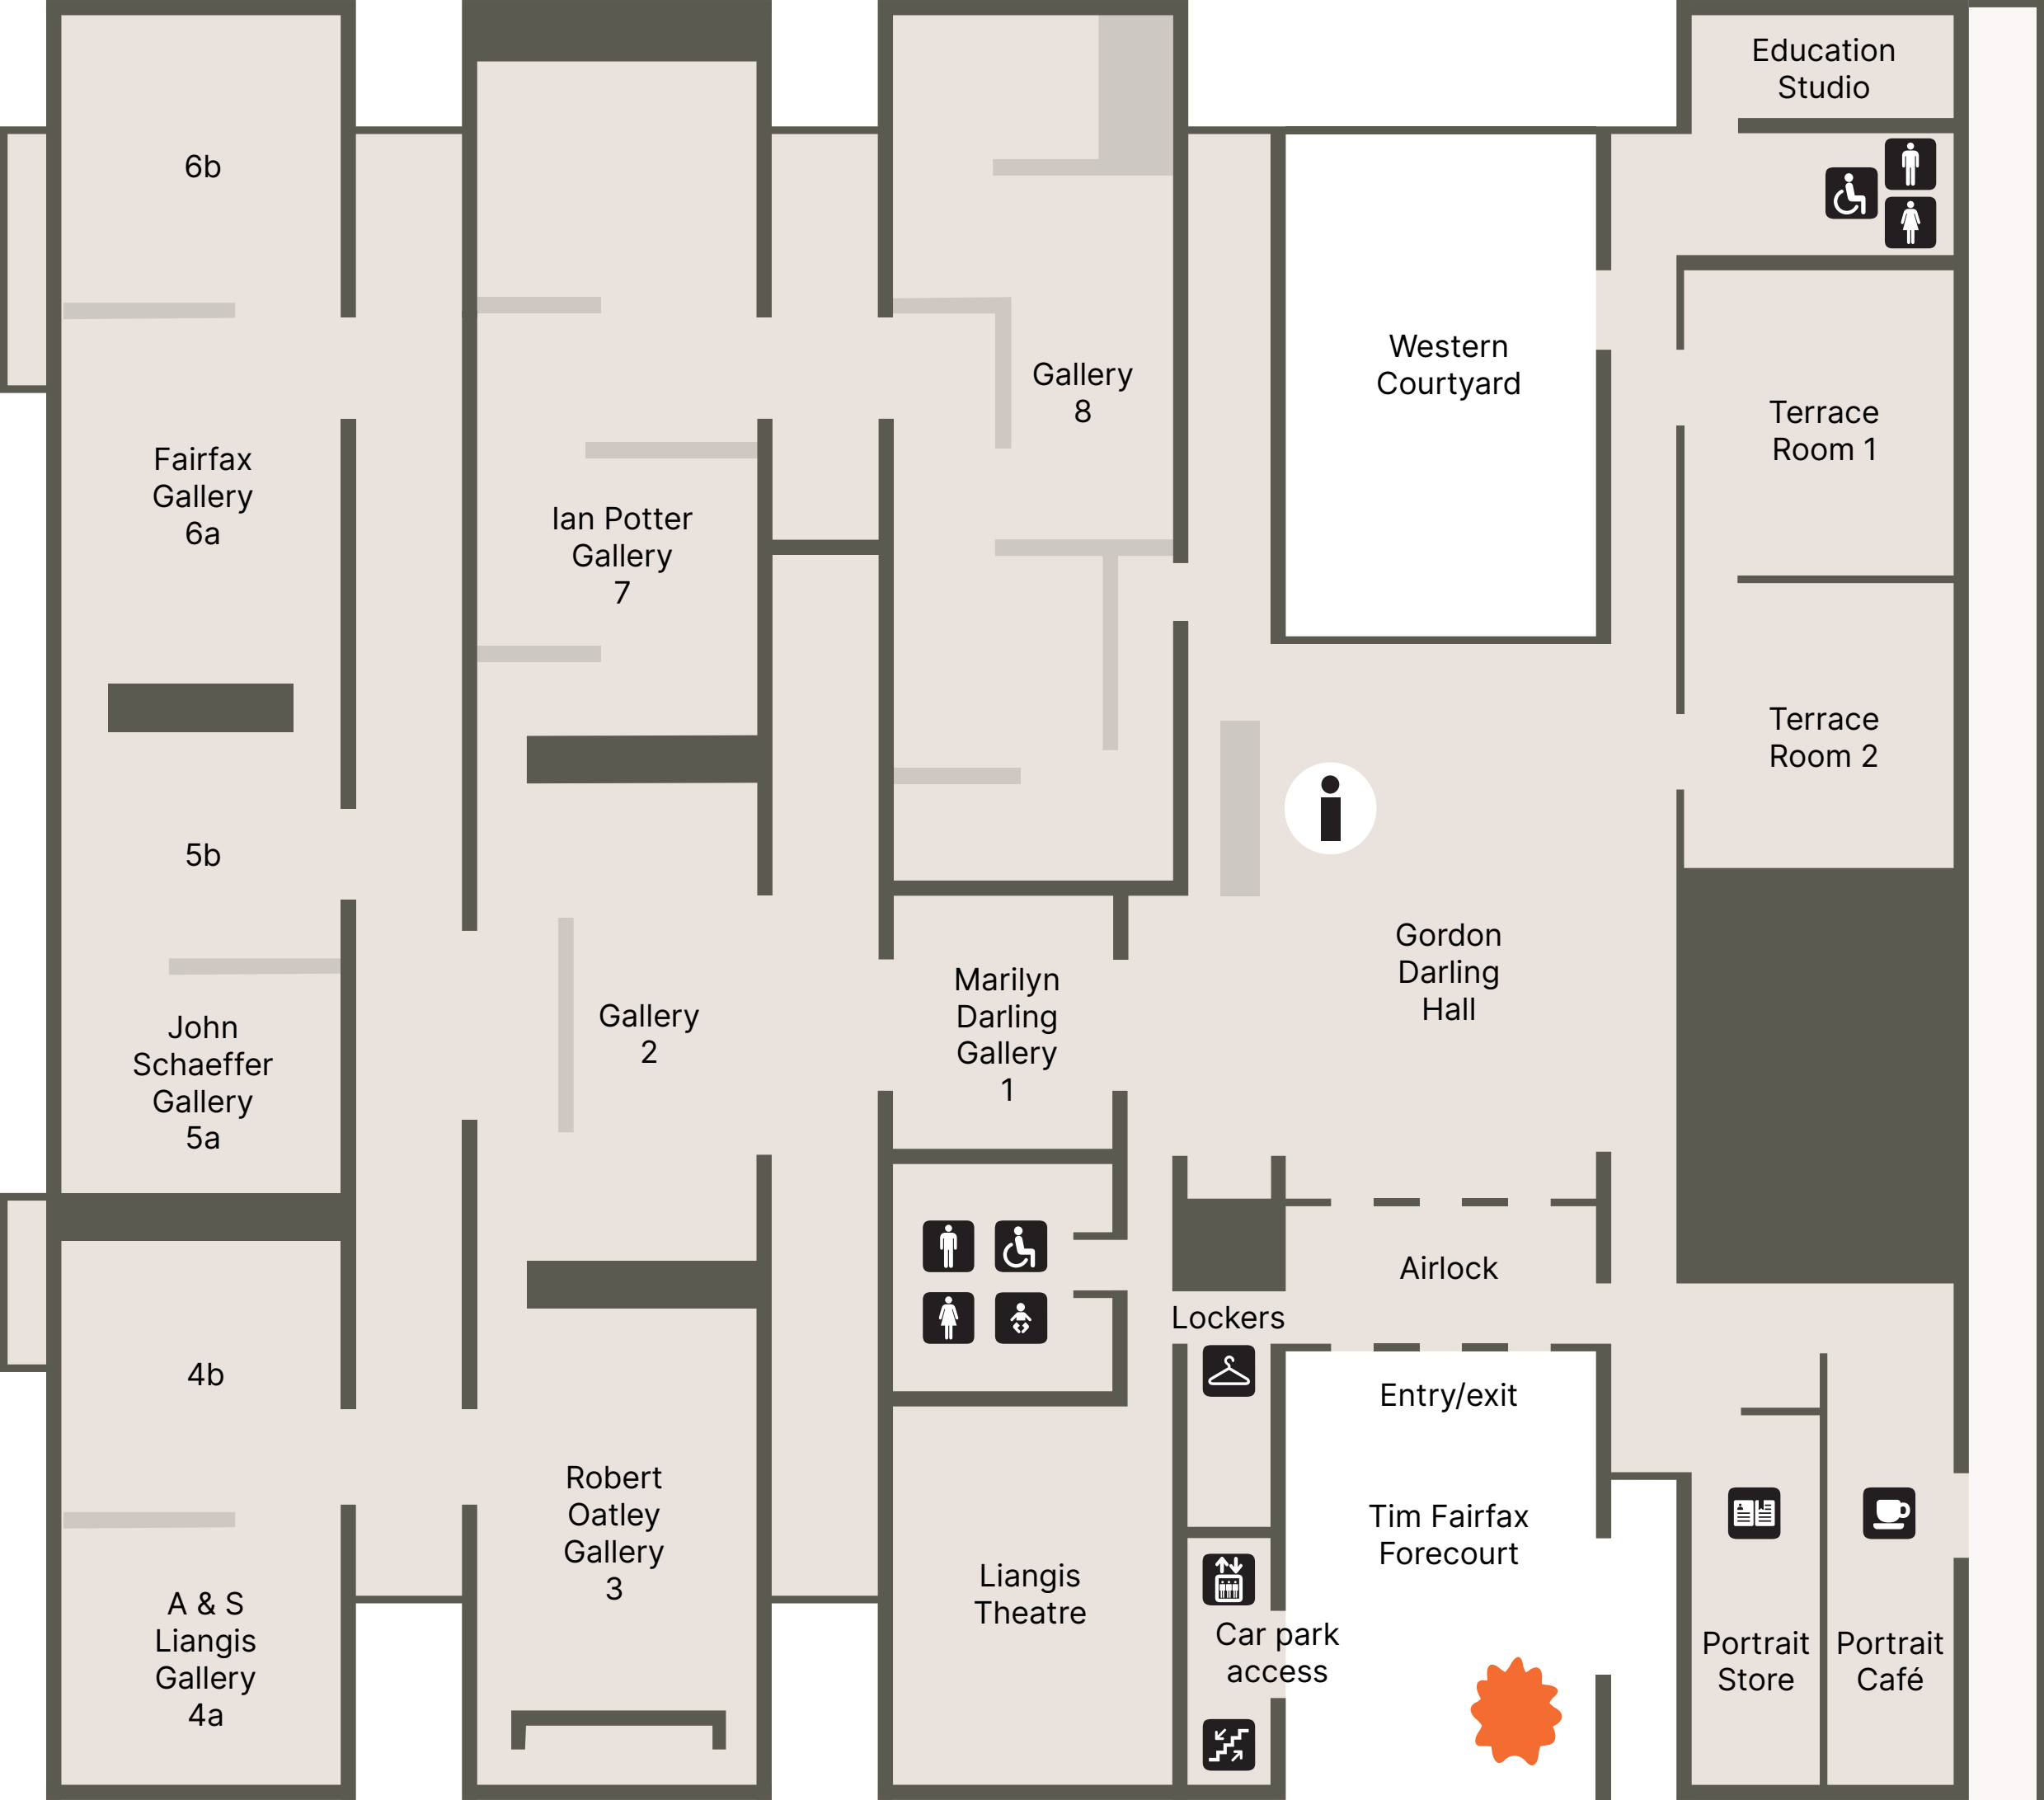 Education
Studio
6b
Western
Courtyard
Gallery
8
Terrace
Room 1
Fairfax
Gallery
6a
Ian Potter
Gallery
7
Terrace
Room 2
5b
Gordon
Darling
Hall
Marilyn
Darling
Gallery
1
Gallery
2
John
Schaeffer
Gallery
5a
Airlock
Lockers
4b
Entry/exit
Robert
Oatley
Gallery
3
Tim Fairfax
Forecourt
Liangis
Theatre
A & S
Liangis
Gallery
4a
Car park
access
Portrait
Store
Portrait
Café